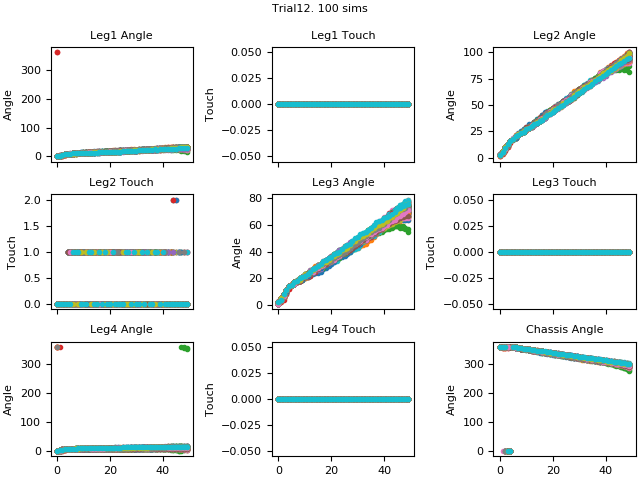 Trial12. 100 sims
Leg1 Angle
Leg1 Touch
Leg2 Angle
Angle
300
200
100
0
Touch
0.050
0.025
0.000
−0.025
−0.050
Angle
100
75
50
25
0
Leg2 Touch
Leg3 Angle
Leg3 Touch
Touch
2.0
1.5
1.0
0.5
0.0
Angle
80
60
40
20
0
Touch
0.050
0.025
0.000
−0.025
−0.050
Leg4 Angle
Leg4 Touch
Chassis Angle
Angle
300
200
100
0
Touch
0.050
0.025
0.000
−0.025
−0.050
Angle
300
200
100
0
0 20 40
0 20 40
0 20 40